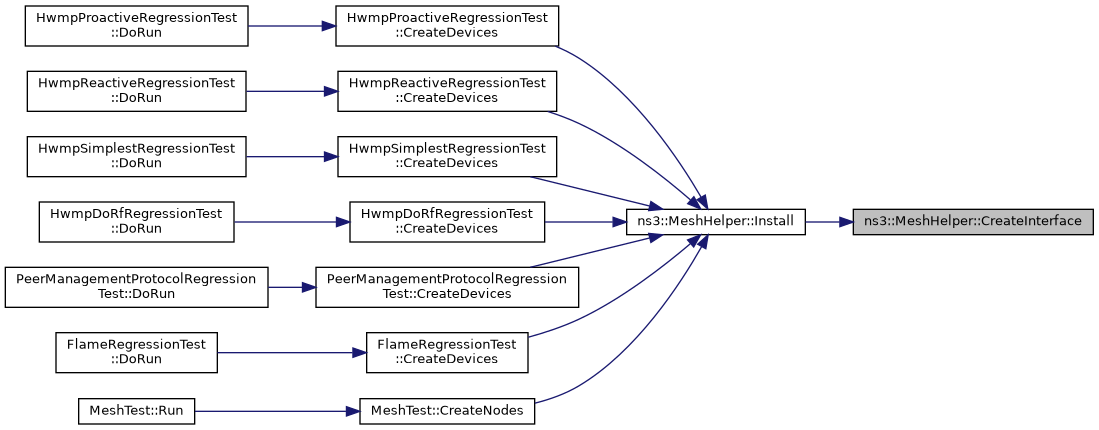 HwmpProactiveRegressionTest
::DoRun
HwmpProactiveRegressionTest
::CreateDevices
HwmpReactiveRegressionTest
::DoRun
HwmpReactiveRegressionTest
::CreateDevices
HwmpSimplestRegressionTest
::DoRun
HwmpSimplestRegressionTest
::CreateDevices
HwmpDoRfRegressionTest
::DoRun
HwmpDoRfRegressionTest
::CreateDevices
ns3::MeshHelper::Install
ns3::MeshHelper::CreateInterface
PeerManagementProtocolRegression
Test::DoRun
PeerManagementProtocolRegression
Test::CreateDevices
FlameRegressionTest
::DoRun
FlameRegressionTest
::CreateDevices
MeshTest::Run
MeshTest::CreateNodes